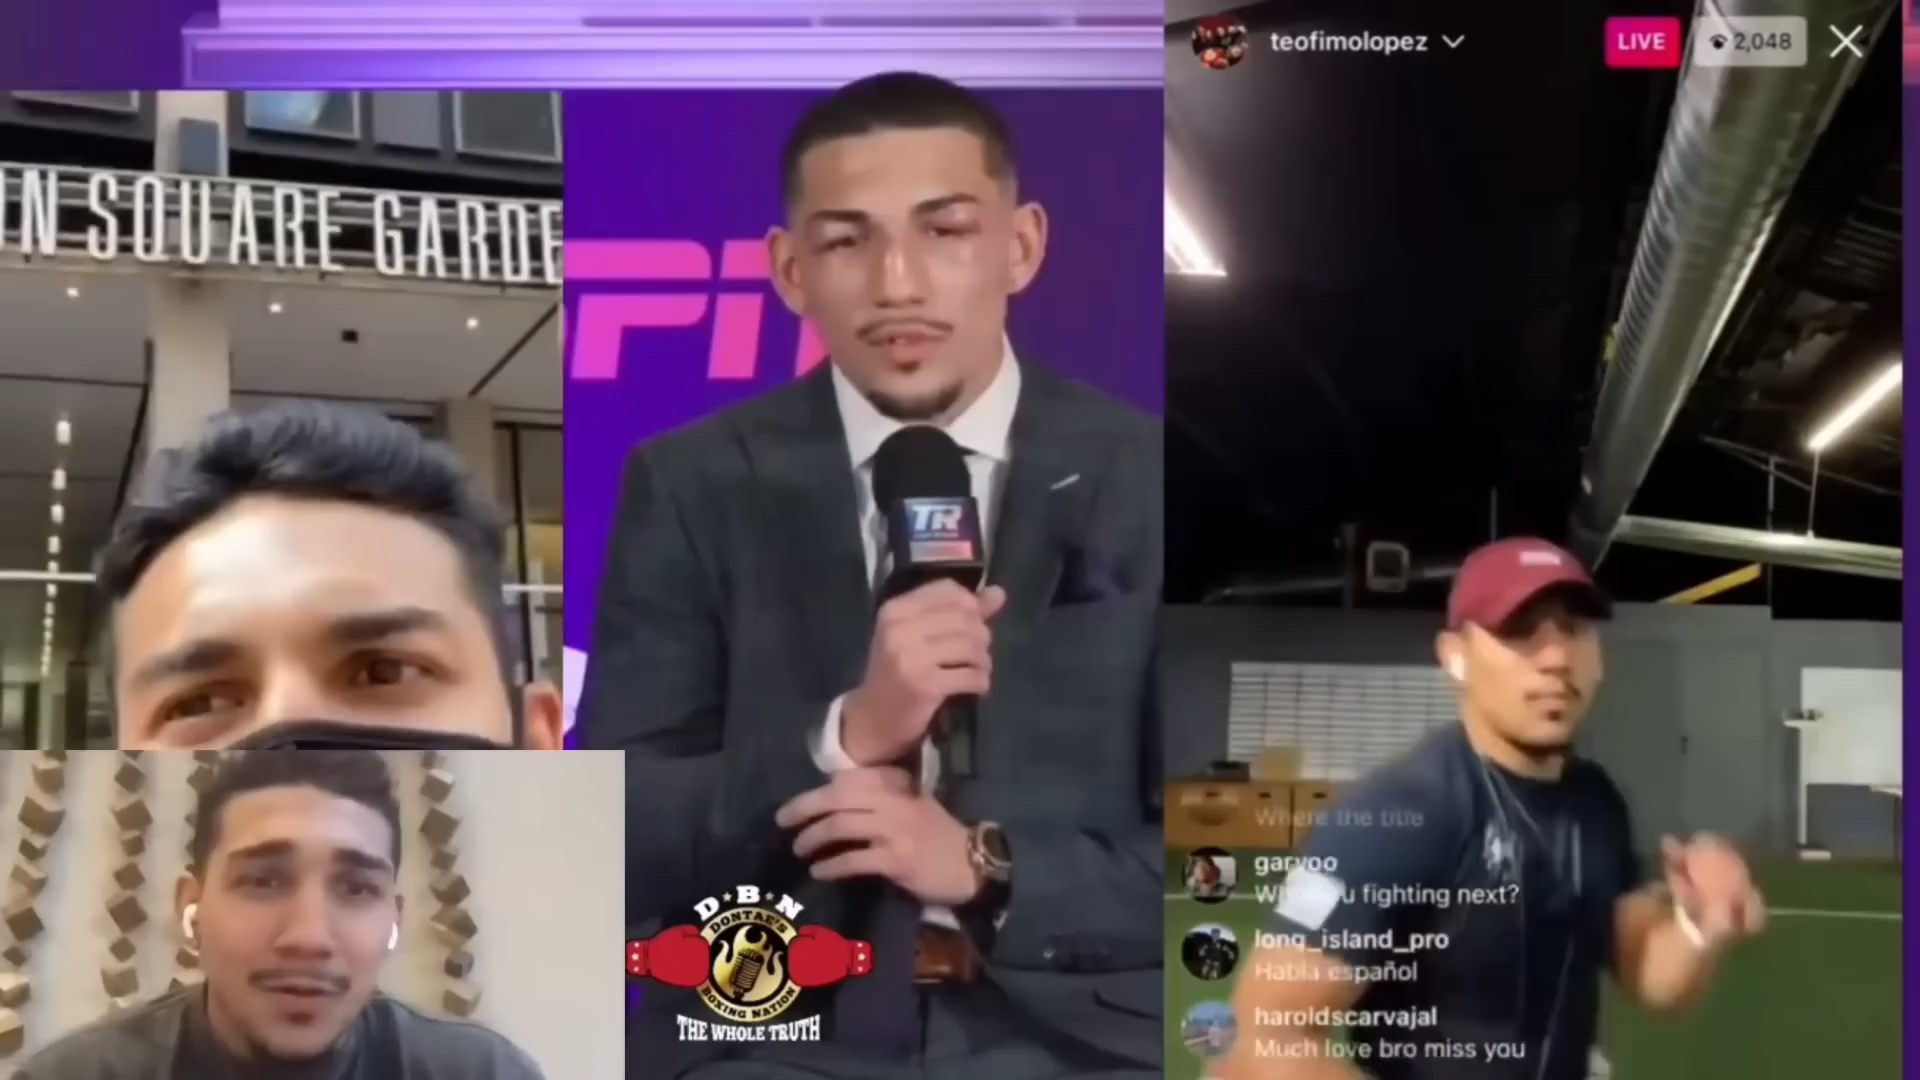 N SQUARE GARDE
TR
teofimolopez
LIVE
2,048
Where the title
garvoo
u fighting next?
long_island_pro
Habla español
haroldscarvajal
Much love bro miss you
D★B★N
DONTAE'S
BOXING NATION
THE WHOLE TRUTH